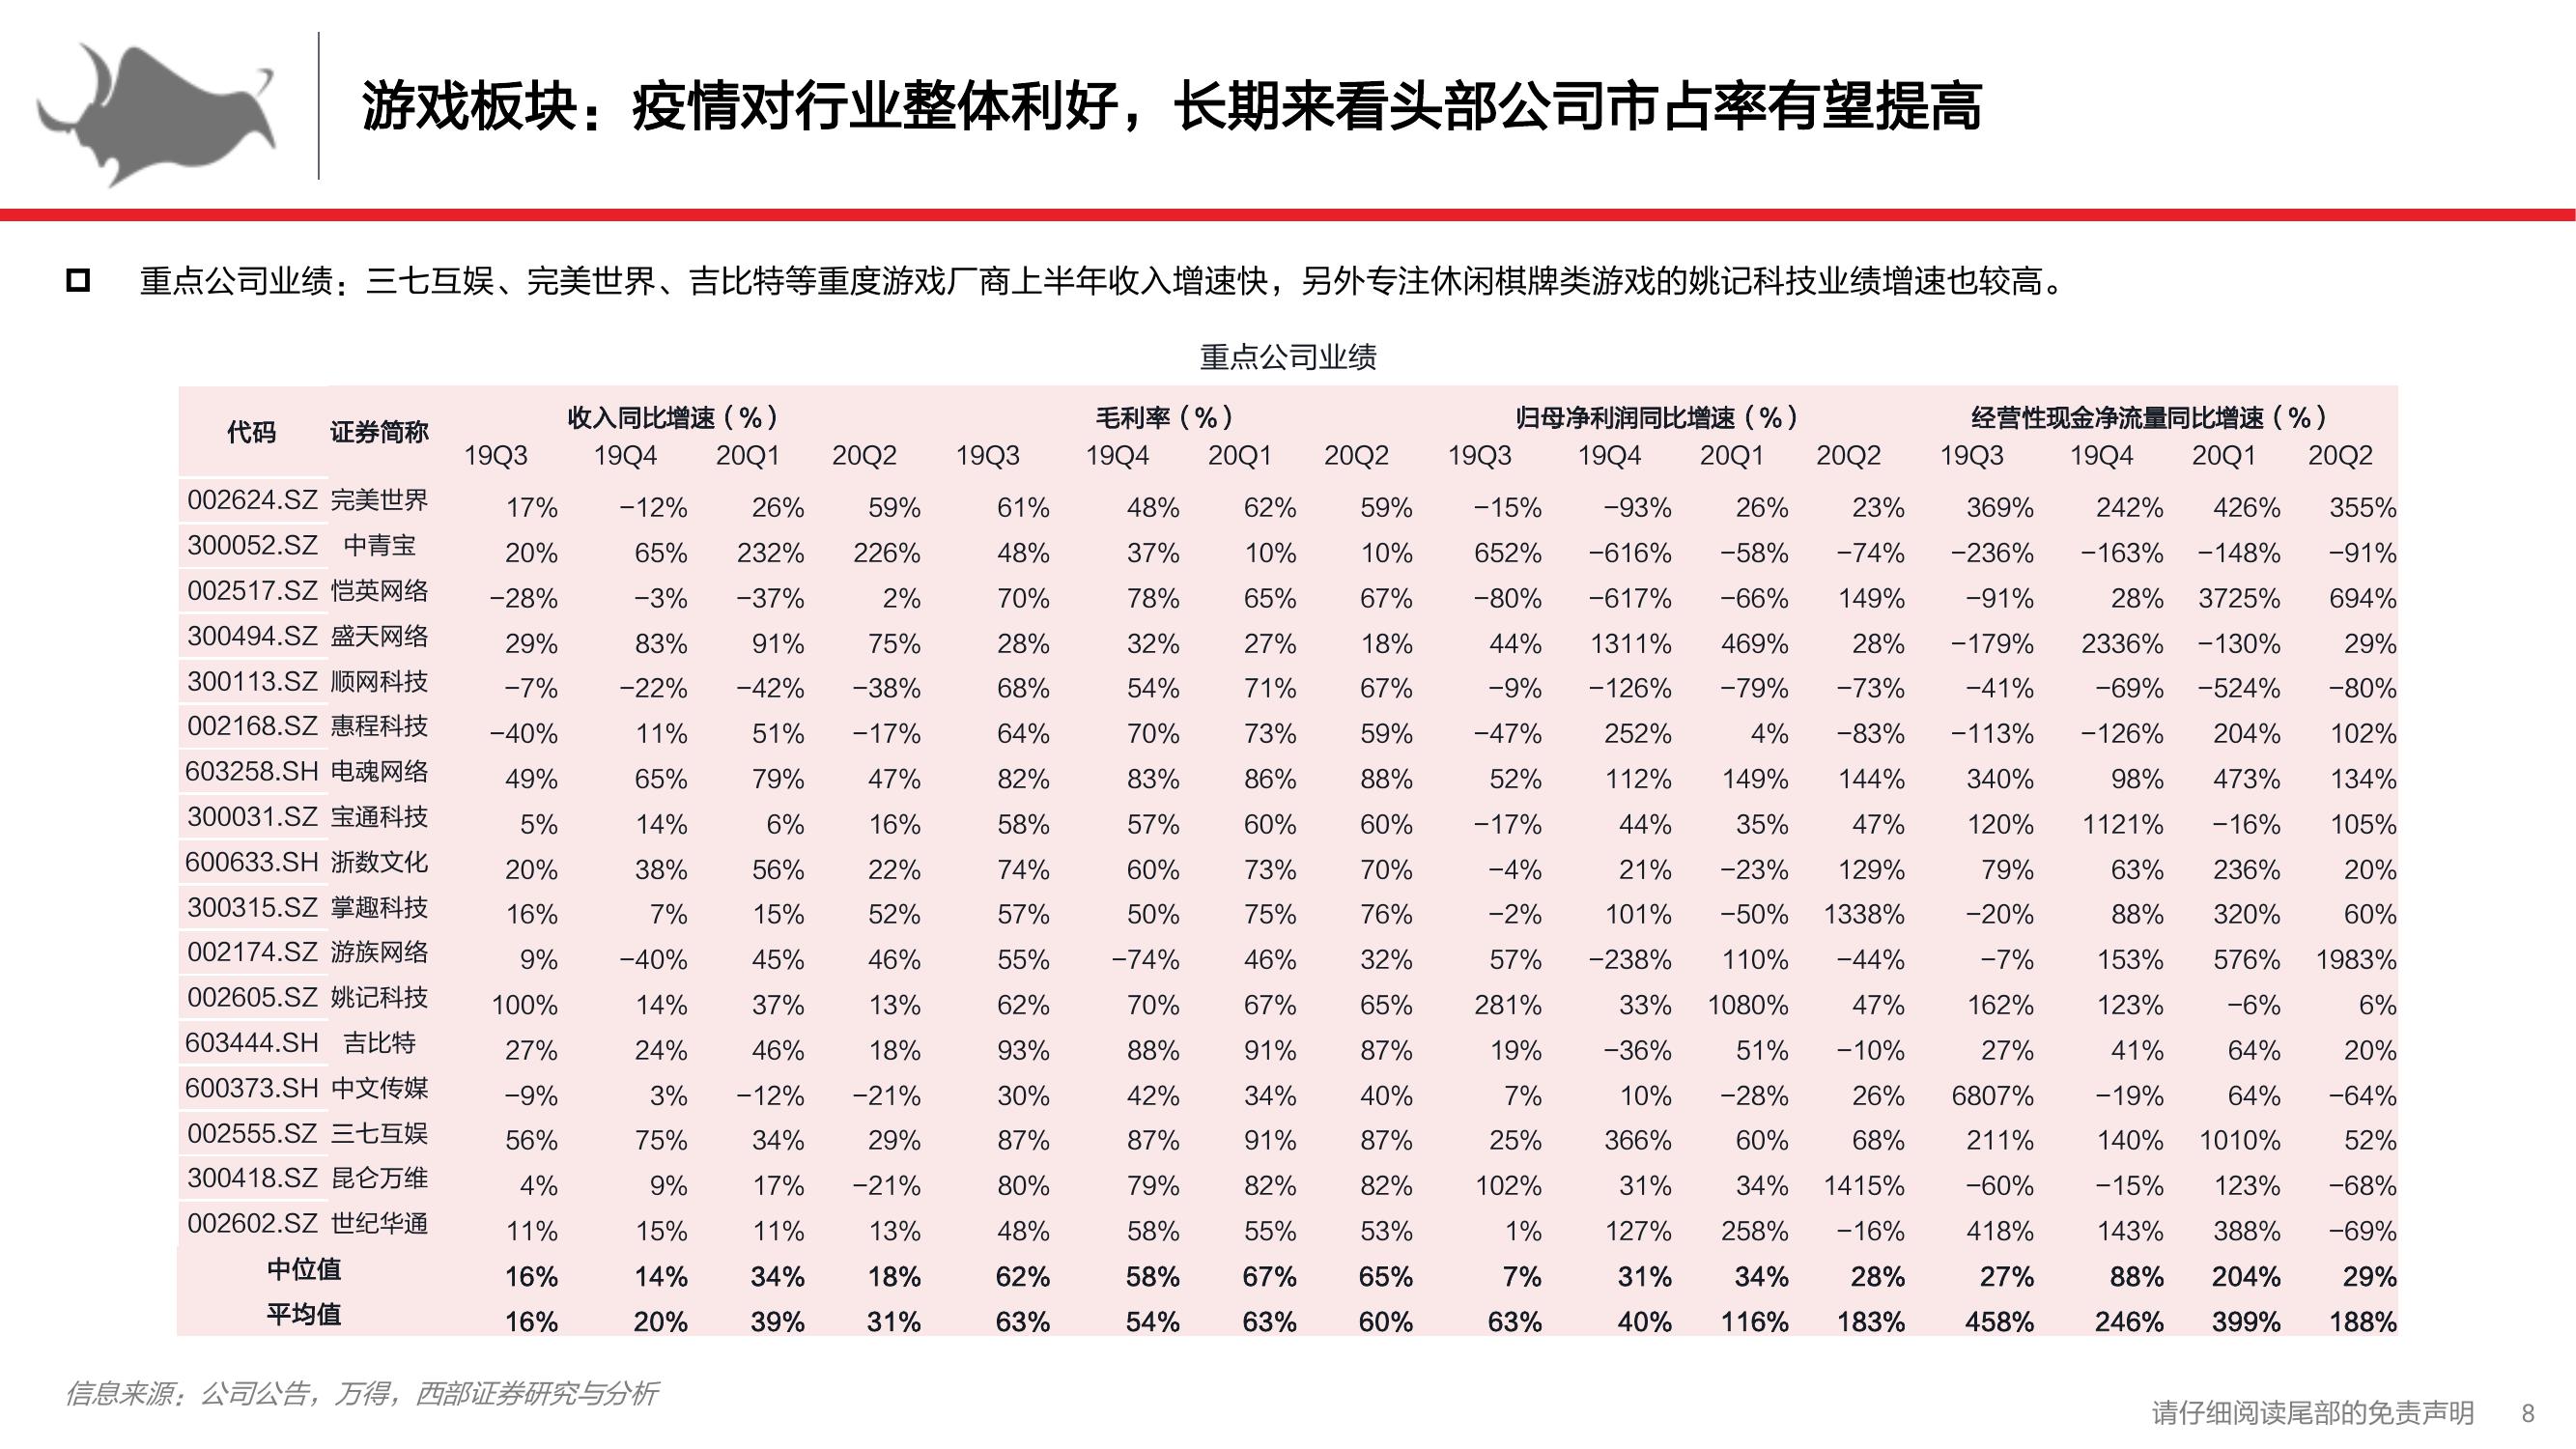 游戏板块：疫情对行业整体利好，长期来看头部公司市占率有望提高
重点公司业绩：三七互娱、完美世界、吉比特等重度游戏厂商上半年收入增速快，另外专注休闲棋牌类游戏的姚记科技业绩增速也较高。
重点公司业绩
代码 证券简称 收入同比增速（%） 毛利率（%） 归母净利润同比增速（%） 经营性现金净流量同比增速（%）
19Q3 19Q4 20Q1 20Q2 19Q3 19Q4 20Q1 20Q2 19Q3 19Q4 20Q1 20Q2 19Q3 19Q4 20Q1 20Q2
002624.SZ 完美世界 17% −12% 26% 59% 61% 48% 62% 59% −15% −93% 26% 23% 369% 242% 426% 355%
300052.SZ 中青宝 20% 65% 232% 226% 48% 37% 10% 10% 652% −616% −58% −74% −236% −163% −148% −91%
002517.SZ 恺英网络 −28% −3% −37% 2% 70% 78% 65% 67% −80% −617% −66% 149% −91% 28% 3725% 694%
300494.SZ 盛天网络 29% 83% 91% 75% 28% 32% 27% 18% 44% 1311% 469% 28% −179% 2336% −130% 29%
300113.SZ 顺网科技 −7% −22% −42% −38% 68% 54% 71% 67% −9% −126% −79% −73% −41% −69% −524% −80%
002168.SZ 惠程科技 −40% 11% 51% −17% 64% 70% 73% 59% −47% 252% 4% −83% −113% −126% 204% 102%
603258.SH 电魂网络 49% 65% 79% 47% 82% 83% 86% 88% 52% 112% 149% 144% 340% 98% 473% 134%
300031.SZ 宝通科技 5% 14% 6% 16% 58% 57% 60% 60% −17% 44% 35% 47% 120% 1121% −16% 105%
600633.SH 浙数文化 20% 38% 56% 22% 74% 60% 73% 70% −4% 21% −23% 129% 79% 63% 236% 20%
300315.SZ 掌趣科技 16% 7% 15% 52% 57% 50% 75% 76% −2% 101% −50% 1338% −20% 88% 320% 60%
002174.SZ 游族网络 9% −40% 45% 46% 55% −74% 46% 32% 57% −238% 110% −44% −7% 153% 576% 1983%
002605.SZ 姚记科技 100% 14% 37% 13% 62% 70% 67% 65% 281% 33% 1080% 47% 162% 123% −6% 6%
603444.SH 吉比特 27% 24% 46% 18% 93% 88% 91% 87% 19% −36% 51% −10% 27% 41% 64% 20%
600373.SH 中文传媒 −9% 3% −12% −21% 30% 42% 34% 40% 7% 10% −28% 26% 6807% −19% 64% −64%
002555.SZ 三七互娱 56% 75% 34% 29% 87% 87% 91% 87% 25% 366% 60% 68% 211% 140% 1010% 52%
300418.SZ 昆仑万维 4% 9% 17% −21% 80% 79% 82% 82% 102% 31% 34% 1415% −60% −15% 123% −68%
002602.SZ 世纪华通 11% 15% 11% 13% 48% 58% 55% 53% 1% 127% 258% −16% 418% 143% 388% −69%
中位值 16% 14% 34% 18% 62% 58% 67% 65% 7% 31% 34% 28% 27% 88% 204% 29%
平均值 16% 20% 39% 31% 63% 54% 63% 60% 63% 40% 116% 183% 458% 246% 399% 188%
信息来源：公司公告，万得，西部证券研究与分析
请仔细阅读尾部的免责声明 8